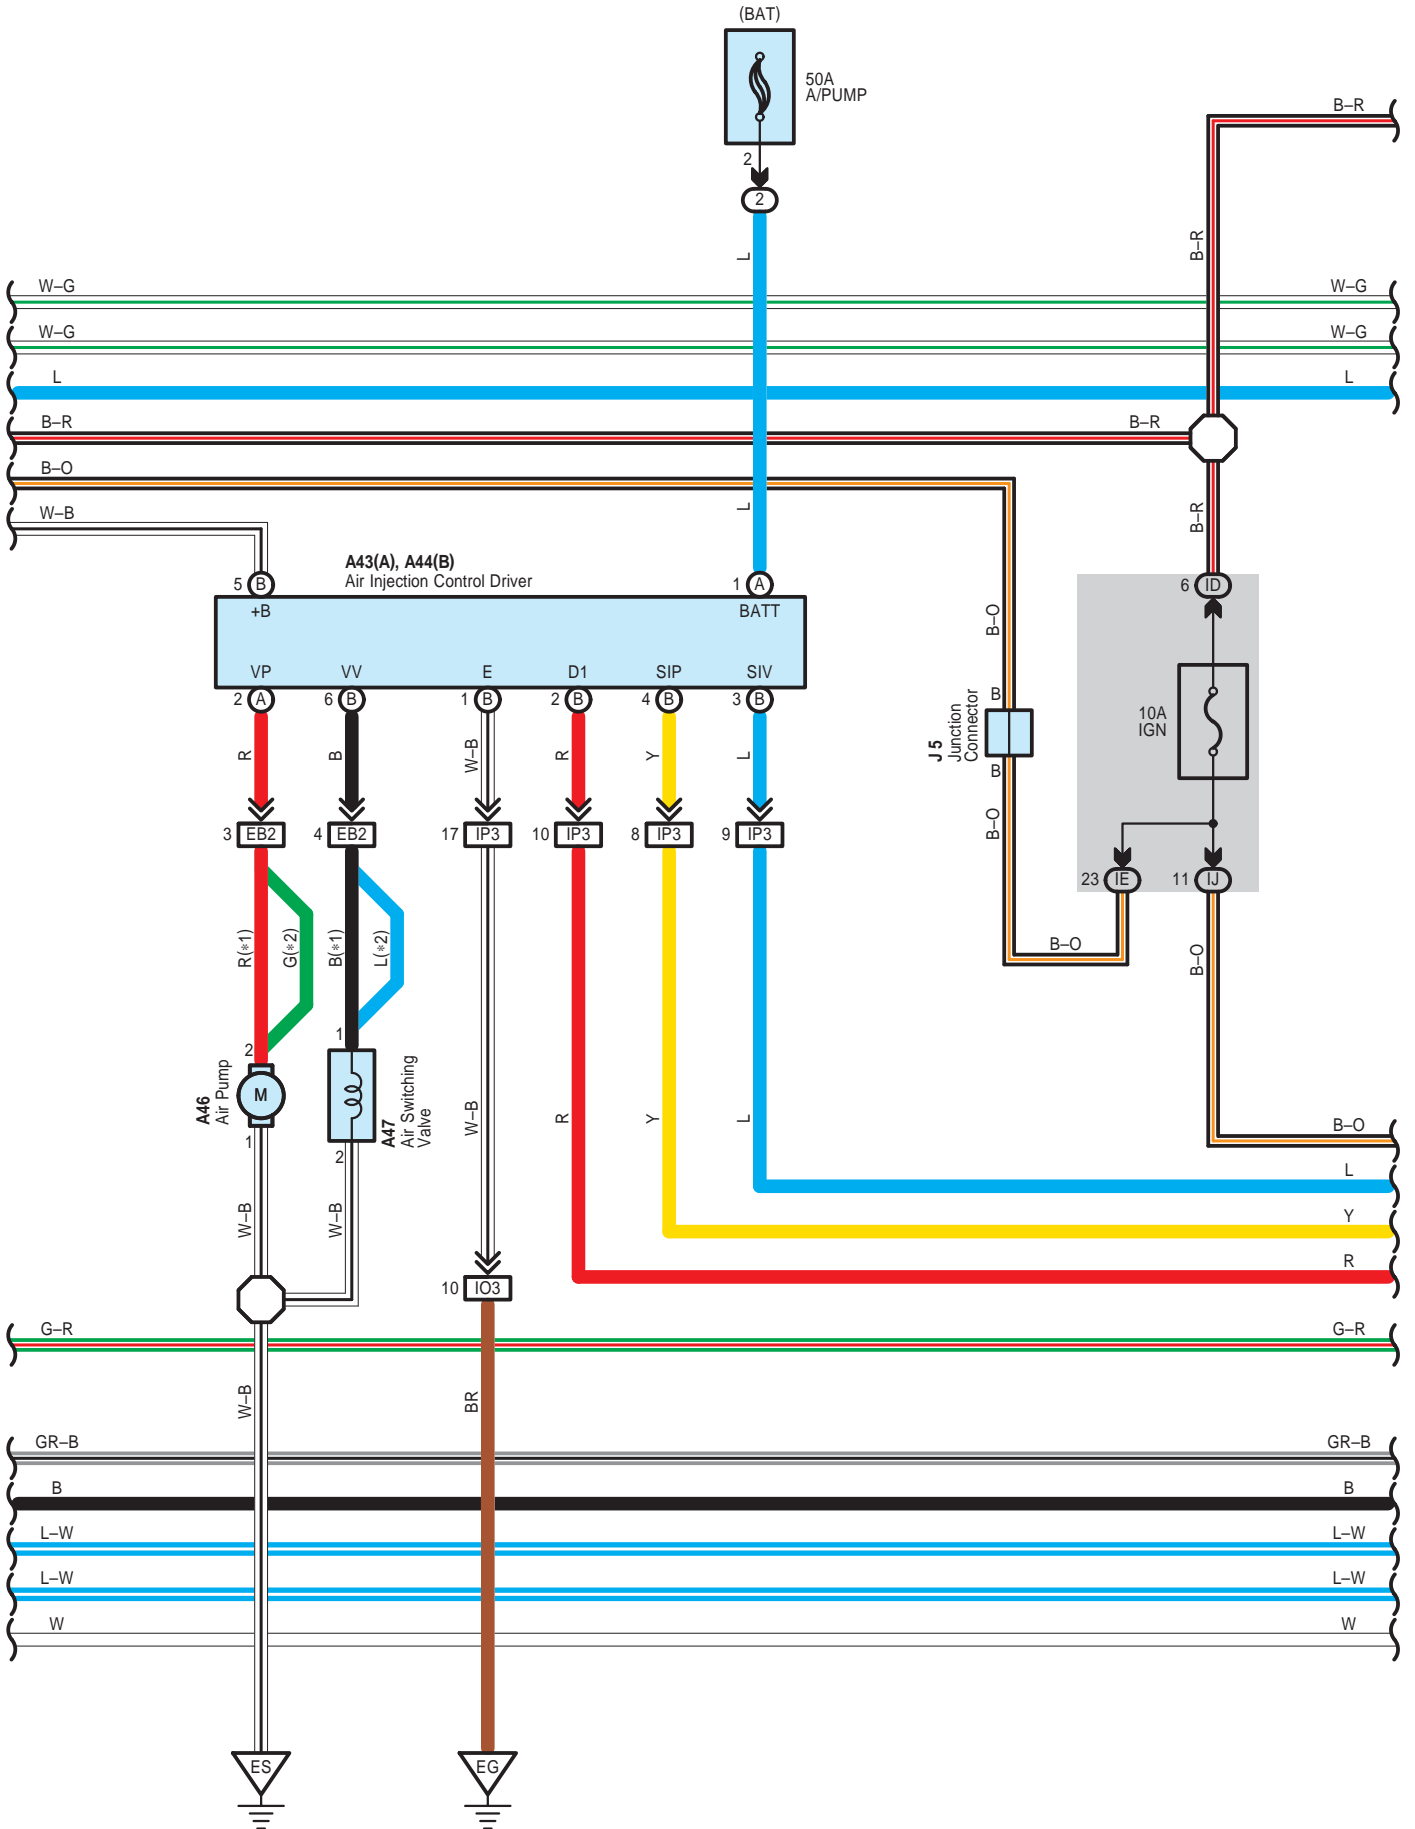 (BAT)
50A
A/PUMP
2
2
B–R
L
B–R
W–G
W–G
W–G
W–G
L
L
B–R
B–R
B–O
L
B–R
W–B
A43(A), A44(B)
Air Injection Control Driver
5
B
1
A
6
ID
+B
BATT
B–O
VP
VV
E
D1
SIP
SIV
2
A
6
B
1
B
2
B
4
B
3
B
B
10A
IGN
J 5
Junction
Connector
B
R
B
W–B
R
Y
L
B–O
3
EB2
4
EB2
17
IP3
10
IP3
8
IP3
9
IP3
23
IE
11
IJ
R(∗1)
G(∗2)
B(∗1)
L(∗2)
B–O
B–O
2
1
A46
Air Pump
M
1
A47
Air Switching
Valve
2
W–B
R
Y
L
B–O
L
Y
R
W–B
W–B
10
IO3
G–R
G–R
W–B
BR
GR–B
GR–B
B
B
L–W
L–W
L–W
L–W
W
W
ES
EG